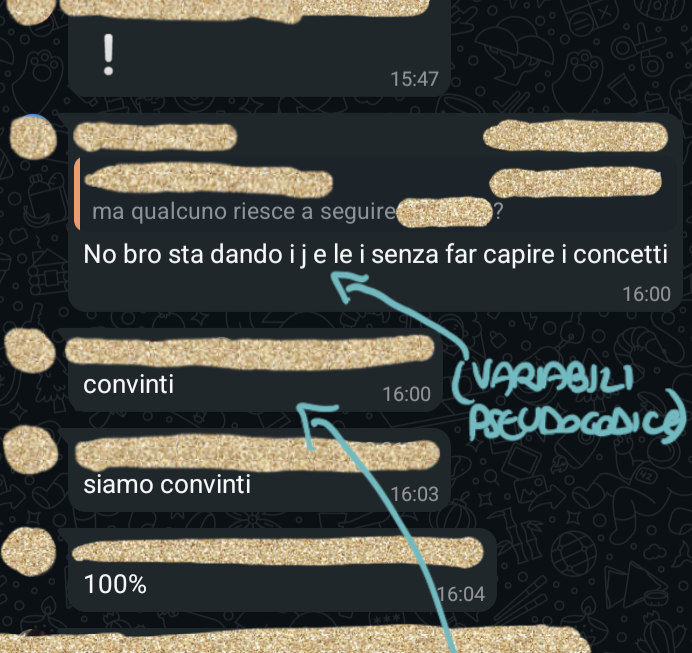 !
15:47
ma qualcuno riesce a seguire ?
No bro sta dando i j e le i senza far capire i concetti
16:00
convinti
16:00
(VARIABILI
PSEUDOCODICE)
siamo convinti
16:03
100%
16:04